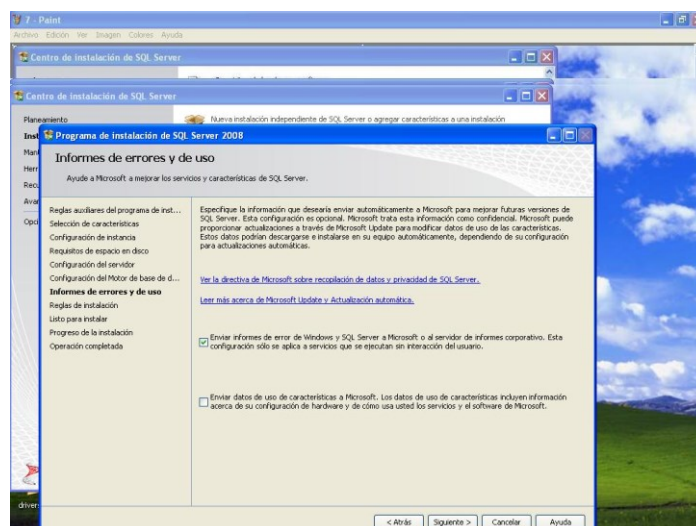 7 - Paint
Archivo Edición Ver Imagen Colores Ayuda
Centro de instalación de SQL Server
Centro de instalación de SQL Server
Planeamiento
Nueva instalación independiente de SQL Server o agregar características a una instalación
Programa de instalación de SQL Server 2008
Informes de errores y de uso
Ayude a Microsoft a mejorar los servicios y características de SQL Server.
Reglas auxiliares del programa de inst...
Selección de características
Configuración de instancia
Requisitos de espacio en disco
Configuración del servidor
Configuración del Motor de base de d...
Informes de errores y de uso
Reglas de instalación
Listo para instalar
Progreso de la instalación
Operación completada
Especifique la información que desearía enviar automáticamente a Microsoft para mejorar futuras versiones de
SQL Server. Esta configuración es opcional. Microsoft trata esta información como confidencial. Microsoft puede
proporcionar actualizaciones a través de Microsoft Update para modificar datos de uso de las características.
Estos datos podrían descargarse e instalarse en su equipo automáticamente, dependiendo de su configuración
para actualizaciones automáticas.
Ver la directiva de Microsoft sobre recopilación de datos y privacidad de SQL Server.
Leer más acerca de Microsoft Update y Actualización automática.
Enviar informes de error de Windows y SQL Server a Microsoft o al servidor de informes corporativo. Esta
configuración sólo se aplica a servicios que se ejecutan sin interacción del usuario.
Enviar datos de uso de características a Microsoft. Los datos de uso de características incluyen información
acerca de su configuración de hardware y de cómo usa usted los servicios y el software de Microsoft.
< Atrás
Siguiente >
Cancelar
Ayuda